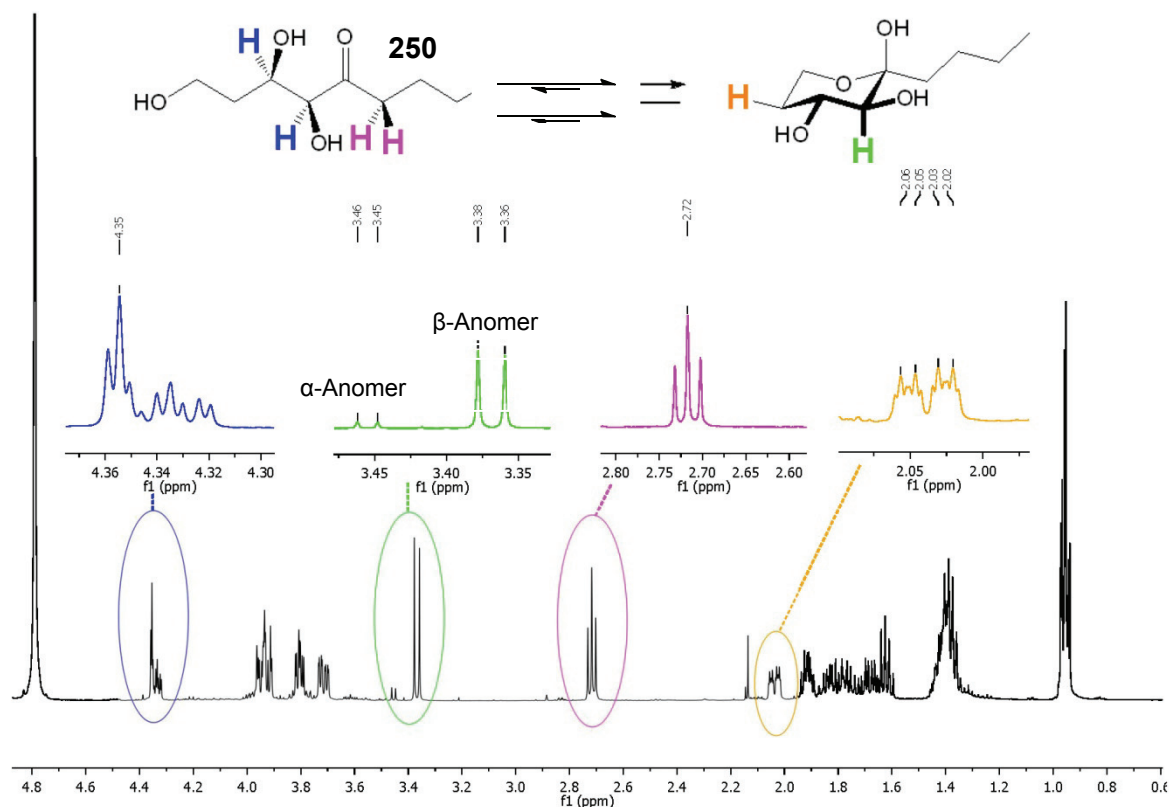 OH
O
250
HO
OH
H
H
H
H
OH
O
OH
HO
H
H
4.35
3.46
3.45
3.38
3.36
2.72
2.06
2.05
2.03
2.02
α-Anomer
β-Anomer
4.36 4.34 4.32 4.30
f1 (ppm)
3.45 3.40 3.35
f1 (ppm)
2.80 2.75 2.70 2.65 2.60
f1 (ppm)
2.05 2.00
f1 (ppm)
4.8 4.6 4.4 4.2 4.0 3.8 3.6 3.4 3.2 3.0 2.8 2.6 2.4 2.2 2.0 1.8 1.6 1.4 1.2 1.0 0.8 0.6
f1 (ppm)